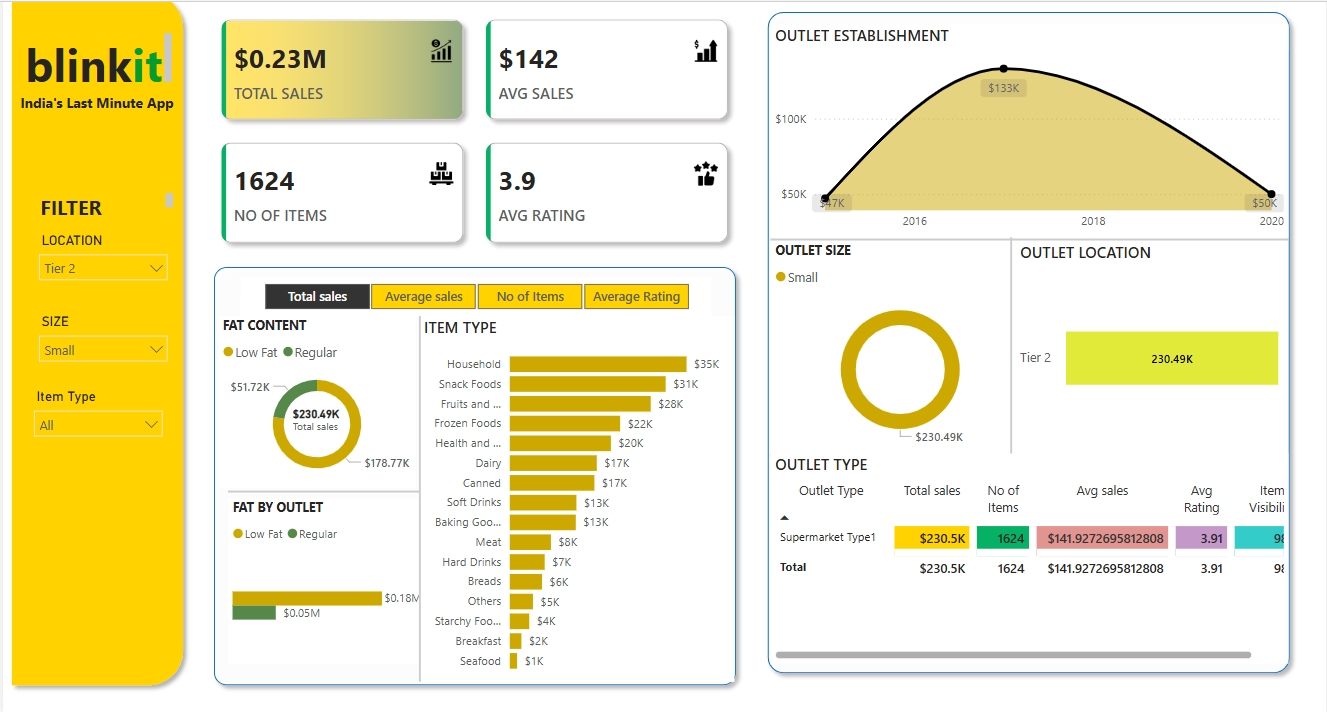 blinkit
India's Last Minute App
FILTER
LOCATION
Tier 2
SIZE
Small
Item Type
All
$0.23M
TOTAL SALES
$142
AVG SALES
1624
NO OF ITEMS
3.9
AVG RATING
Total sales
Average sales
No of Items
Average Rating
FAT CONTENT
Low Fat
Regular
$51.72K
$230.49K
Total sales
$178.77K
FAT BY OUTLET
Low Fat
Regular
$0.18M
$0.05M
ITEM TYPE
Household $35K
Snack Foods $31K
Fruits and ... $28K
Frozen Foods $22K
Health and ... $20K
Dairy $17K
Canned $17K
Soft Drinks $13K
Baking Goo... $13K
Meat $8K
Hard Drinks $7K
Breads $6K
Others $5K
Starchy Foo... $4K
Breakfast $2K
Seafood $1K
OUTLET ESTABLISHMENT
$133K
$100K
$50K
$47K
$50K
2016
2018
2020
OUTLET SIZE
Small
$230.49K
OUTLET LOCATION
Tier 2
230.49K
OUTLET TYPE
Outlet Type Total sales No of Items Avg sales Avg Rating Item Visibili
Supermarket Type1 $230.5K 1624 $141.9272695812808 3.91 98
Total $230.5K 1624 $141.9272695812808 3.91 98